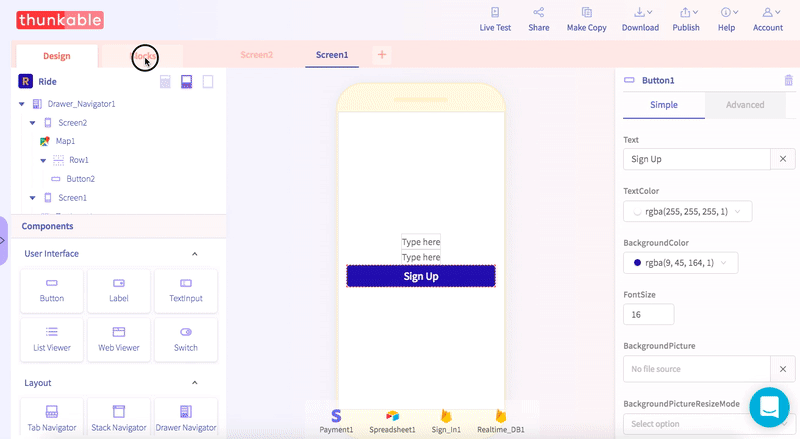 thunkable
Live Test
Share
Make Copy
Download
Publish
Help
Account
Design
Blocks
Screen2
Screen1
+
R Ride
Drawer_Navigator1
Screen2
Map1
Row1
Button2
Screen1
Components
User Interface
Button
Label
TextInput
List Viewer
Web Viewer
Switch
Layout
Tab Navigator
Stack Navigator
Drawer Navigator
Type here
Type here
Sign Up
S
Payment1
Spreadsheet1
Sign_In1
Realtime_DB1
Button1
Simple
Advanced
Text
Sign Up
TextColor
rgba(255, 255, 255, 1)
BackgroundColor
rgba(9, 45, 164, 1)
FontSize
16
BackgroundPicture
No file source
BackgroundPictureResizeMode
Select option